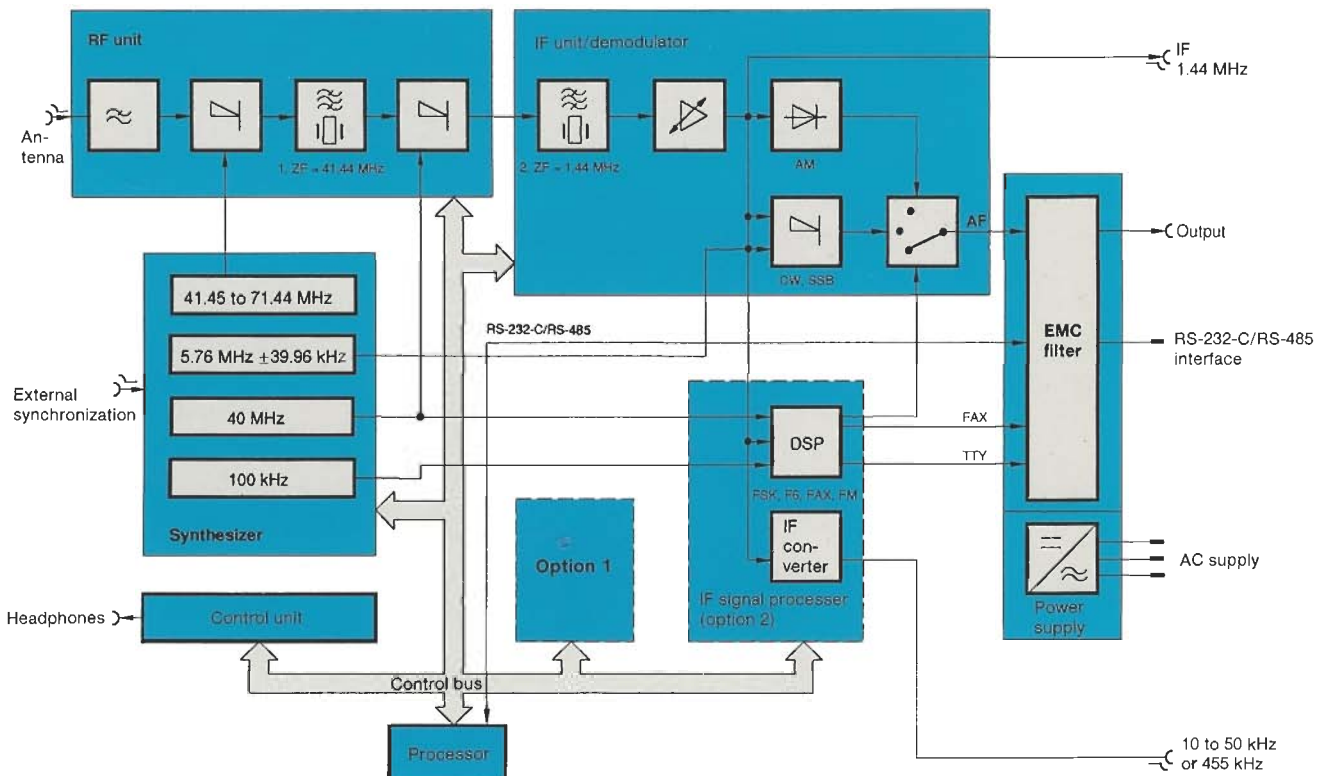 RF unit
IF unit/demodulator
IF
1.44 MHz
An-
tenna
1. ZF = 41.44 MHz
2. ZF = 1.44 MHz
AM
AF
Output
CW, SSB
41.45 to 71.44 MHz
5.76 MHz ±39.96 kHz
40 MHz
100 kHz
Synthesizer
External
synchronization
RS-232-C/RS-485
EMC
filter
RS-232-C/RS-485
interface
DSP
FAX
TTY
FSK, F6, FAX, FM
IF
con-
verter
IF signal processer
(option 2)
Option 1
AC supply
Power
supply
Headphones
Control unit
Control bus
Processor
10 to 50 kHz
or 455 kHz